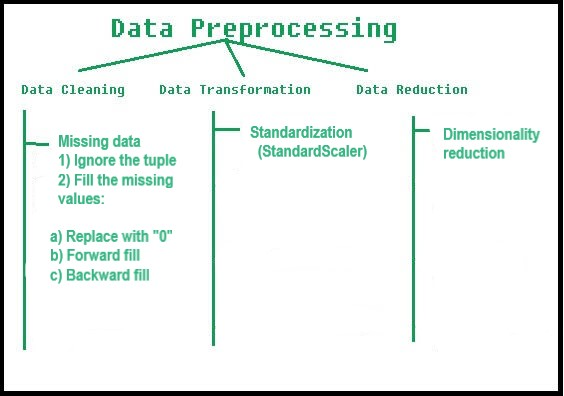 Data Preprocessing
Data Cleaning
Data Transformation
Data Reduction
Missing data
1) Ignore the tuple
2) Fill the missing
values:
a) Replace with "0"
b) Forward fill
c) Backward fill
Standardization
(StandardScaler)
Dimensionality
reduction